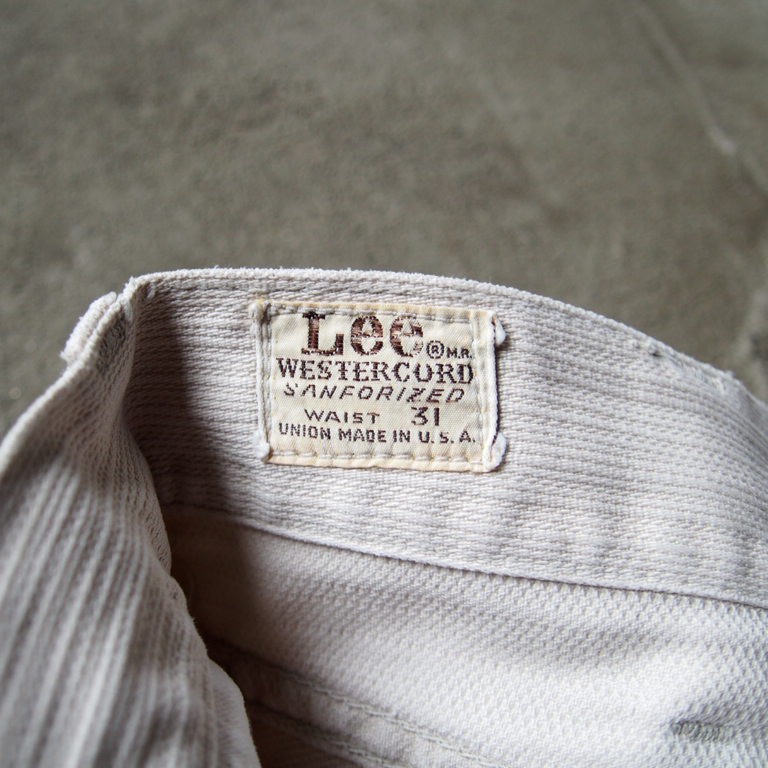 Lee ® M.R.
WESTERCORD
SANFORIZED
WAIST 31
UNION MADE IN U.S.A.